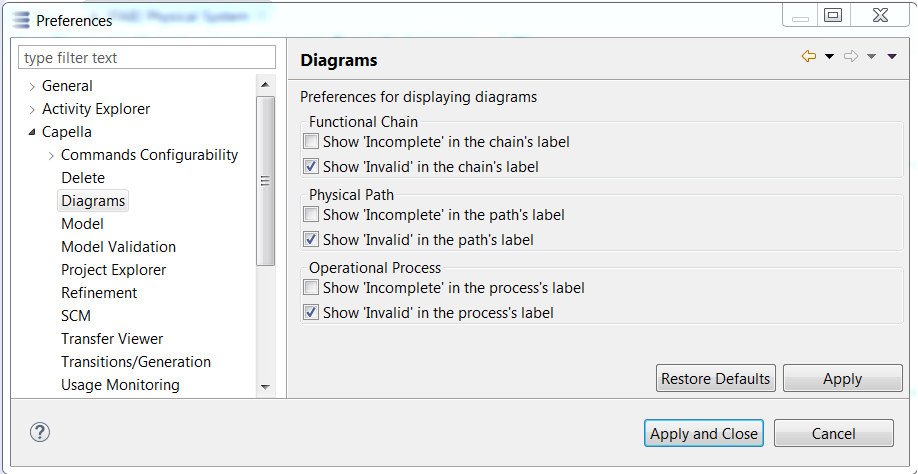 Preferences
type filter text
General
Activity Explorer
Capella
Commands Configurability
Delete
Diagrams
Model
Model Validation
Project Explorer
Refinement
SCM
Transfer Viewer
Transitions/Generation
Usage Monitoring
Diagrams
Preferences for displaying diagrams
Functional Chain
Show 'Incomplete' in the chain's label
Show 'Invalid' in the chain's label
Physical Path
Show 'Incomplete' in the path's label
Show 'Invalid' in the path's label
Operational Process
Show 'Incomplete' in the process's label
Show 'Invalid' in the process's label
Restore Defaults
Apply
?
Apply and Close
Cancel